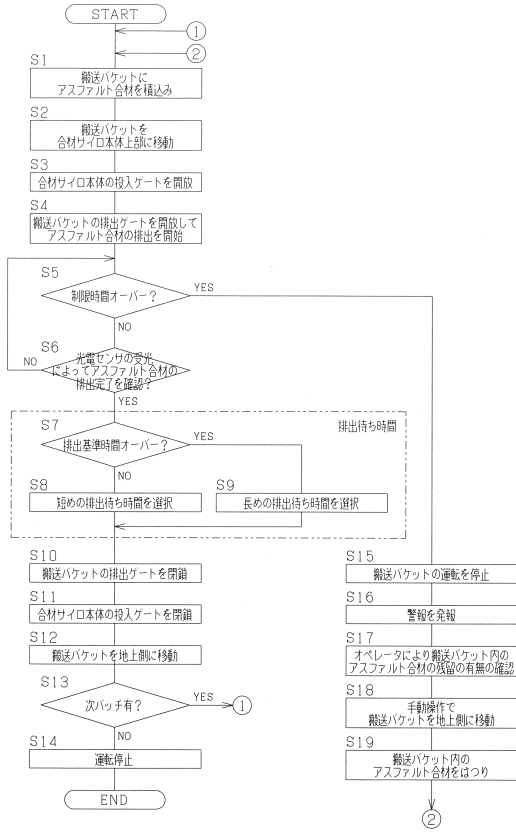 START
①
②
S1
搬送バケットに
アスファルト合材を積込み
S2
搬送バケットを
合材サイロ本体上部に移動
S3
合材サイロ本体の投入ゲートを開放
S4
搬送バケットの排出ゲートを開放して
アスファルト合材の排出を開始
S5
制限時間オーバー?
YES
NO
S6
光電センサの受光
によってアスファルト合材の
排出完了を確認?
NO
YES
排出待ち時間
S7
排出基準時間オーバー?
YES
NO
S8
短めの排出待ち時間を選択
S9
長めの排出待ち時間を選択
S10
搬送バケットの排出ゲートを閉鎖
S11
合材サイロ本体の投入ゲートを閉鎖
S12
搬送バケットを地上側に移動
S13
次バッチ有?
YES
①
NO
S14
運転停止
END
S15
搬送バケットの運転を停止
S16
警報を発報
S17
オペレータにより搬送バケット内の
アスファルト合材の残留の有無の確認
S18
手動操作で
搬送バケットを地上側に移動
S19
搬送バケット内の
アスファルト合材をはつり
②